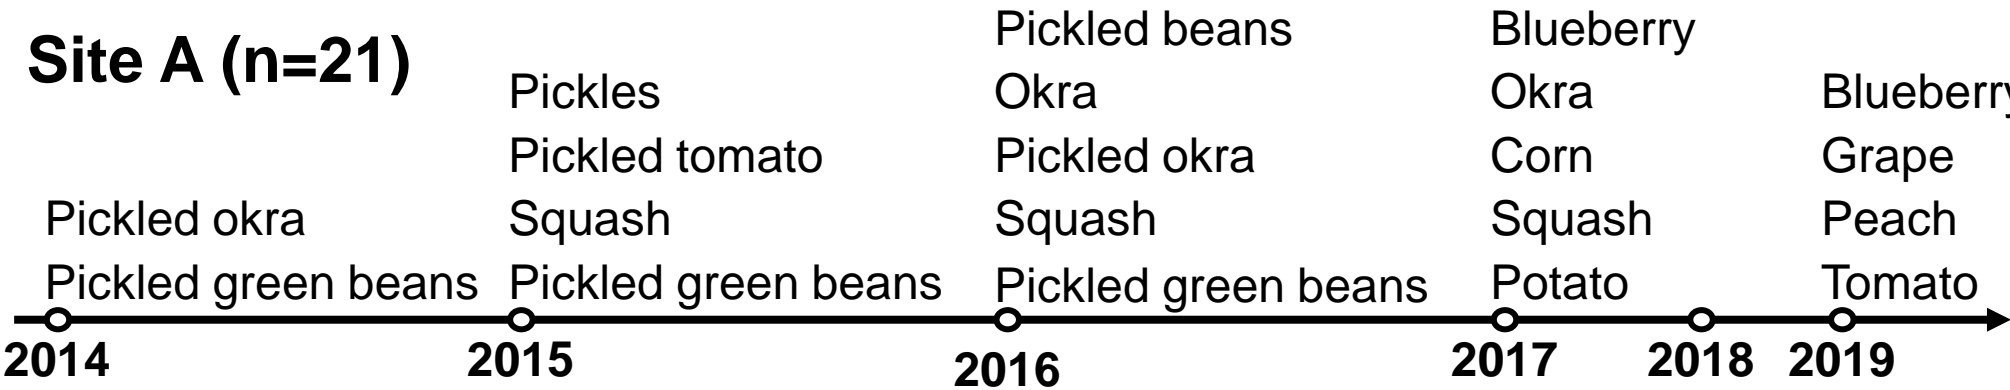 Site A (n=21)
Pickled okra
Pickled green beans
2014
Pickles
Pickled tomato
Squash
Pickled green beans
2015
Pickled beans
Okra
Pickled okra
Squash
Pickled green beans
2016
Blueberry
Okra
Corn
Squash
Potato
2017
2018
Blueberry
Grape
Peach
Tomato
2019